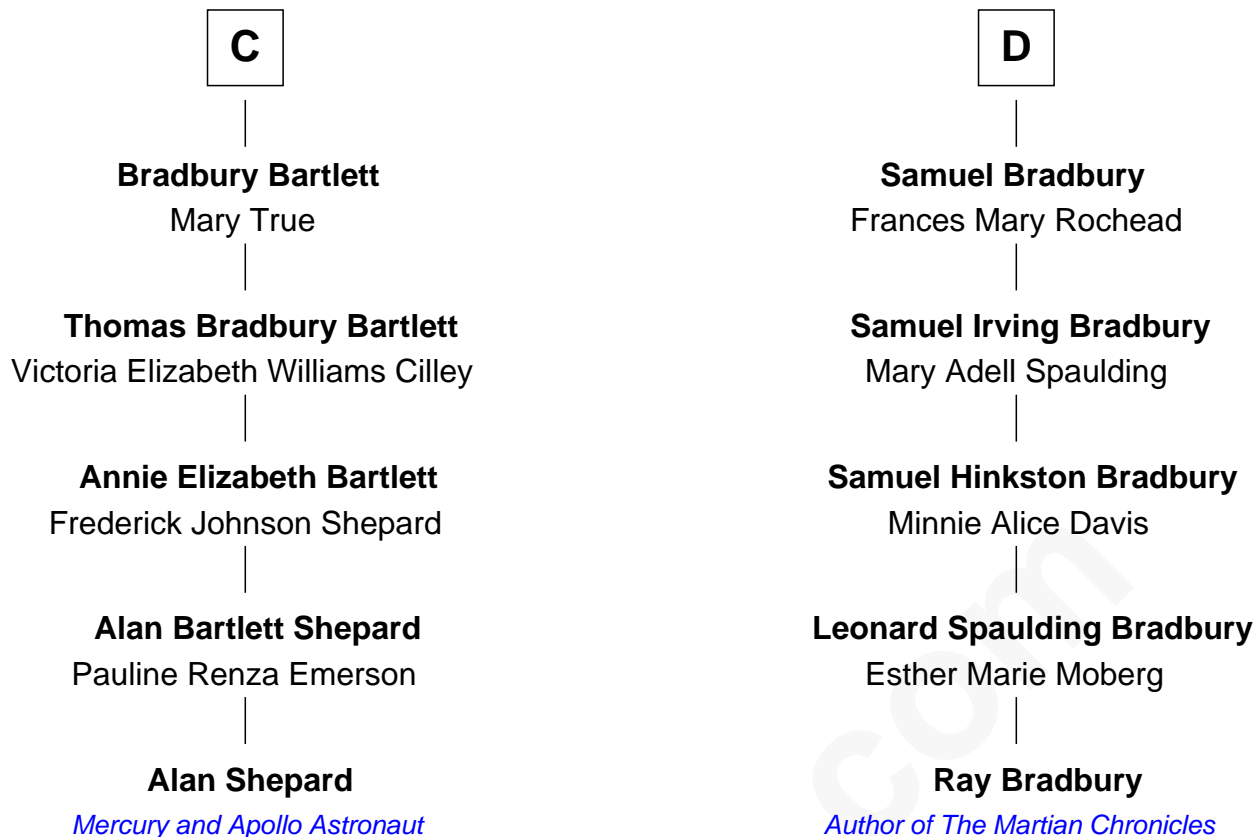 C
Bradbury Bartlett
Mary True
Thomas Bradbury Bartlett
Victoria Elizabeth Williams Cilley
Annie Elizabeth Bartlett
Frederick Johnson Shepard
Alan Bartlett Shepard
Pauline Renza Emerson
Alan Shepard
Mercury and Apollo Astronaut
D
Samuel Bradbury
Frances Mary Rochead
Samuel Irving Bradbury
Mary Adell Spaulding
Samuel Hinkston Bradbury
Minnie Alice Davis
Leonard Spaulding Bradbury
Esther Marie Moberg
Ray Bradbury
Author of The Martian Chronicles
com